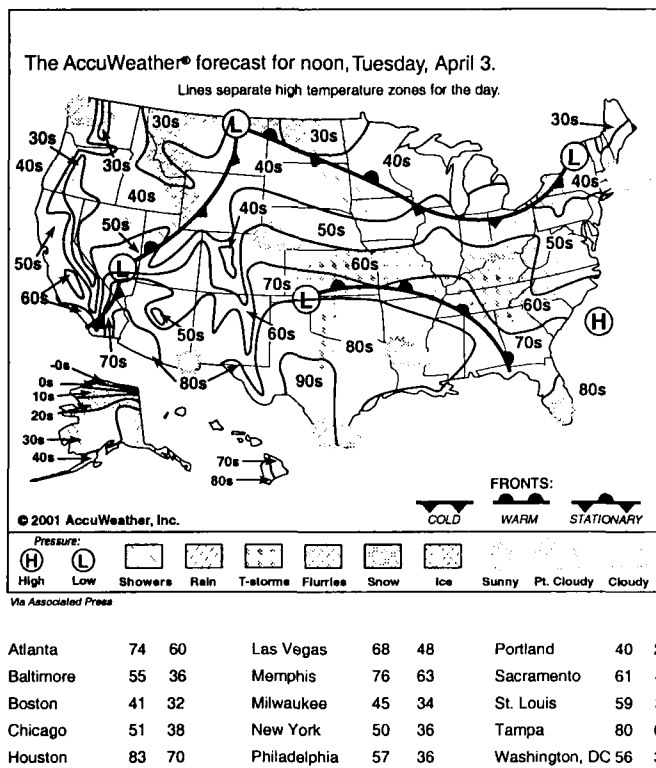 The AccuWeather® forecast for noon, Tuesday, April 3.
Lines separate high temperature zones for the day.
30s
30s
40s
30s
40s
30s
40s
40s
30s
L
L
40s
50s
40s
50s
50s
50s
60s
L
60s
70s
L
60s
H
60s
70s
50s
60s
80s
70s
80s
90s
80s
-0s
0s
10s
20s
30s
40s
70s
80s
FRONTS:
COLD WARM STATIONARY
© 2001 AccuWeather, Inc.
Pressure:
H L
High Low Showers Rain T-storms Flurries Snow Ice Sunny Pt. Cloudy Cloudy
Via Associated Press
Atlanta 74 60 Las Vegas 68 48 Portland 40
Baltimore 55 36 Memphis 76 63 Sacramento 61
Boston 41 32 Milwaukee 45 34 St. Louis 59
Chicago 51 38 New York 50 36 Tampa 80
Houston 83 70 Philadelphia 57 36 Washington, DC 56